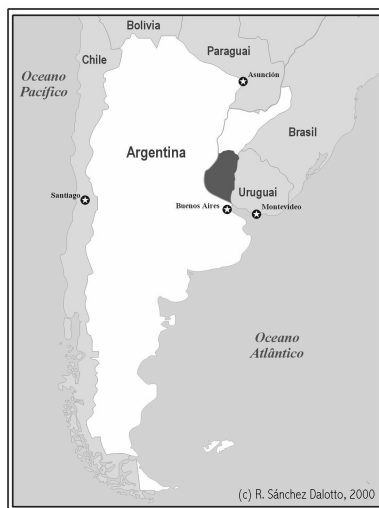 Bolivia
Paraguai
Chile
Oceano
Pacífico
Asunción
Brasil
Argentina
Uruguai
Santiago
Buenos Aires
Montevideo
Oceano
Atlântico
(c) R. Sánchez Dalotto, 2000